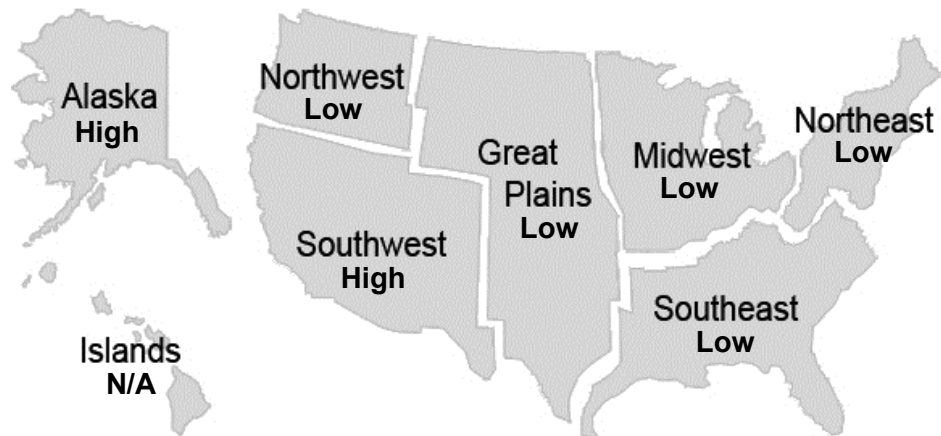 Alaska
High
Northwest
Low
Southwest
High
Great
Plains
Low
Midwest
Low
Northeast
Low
Southeast
Low
Islands
N/A